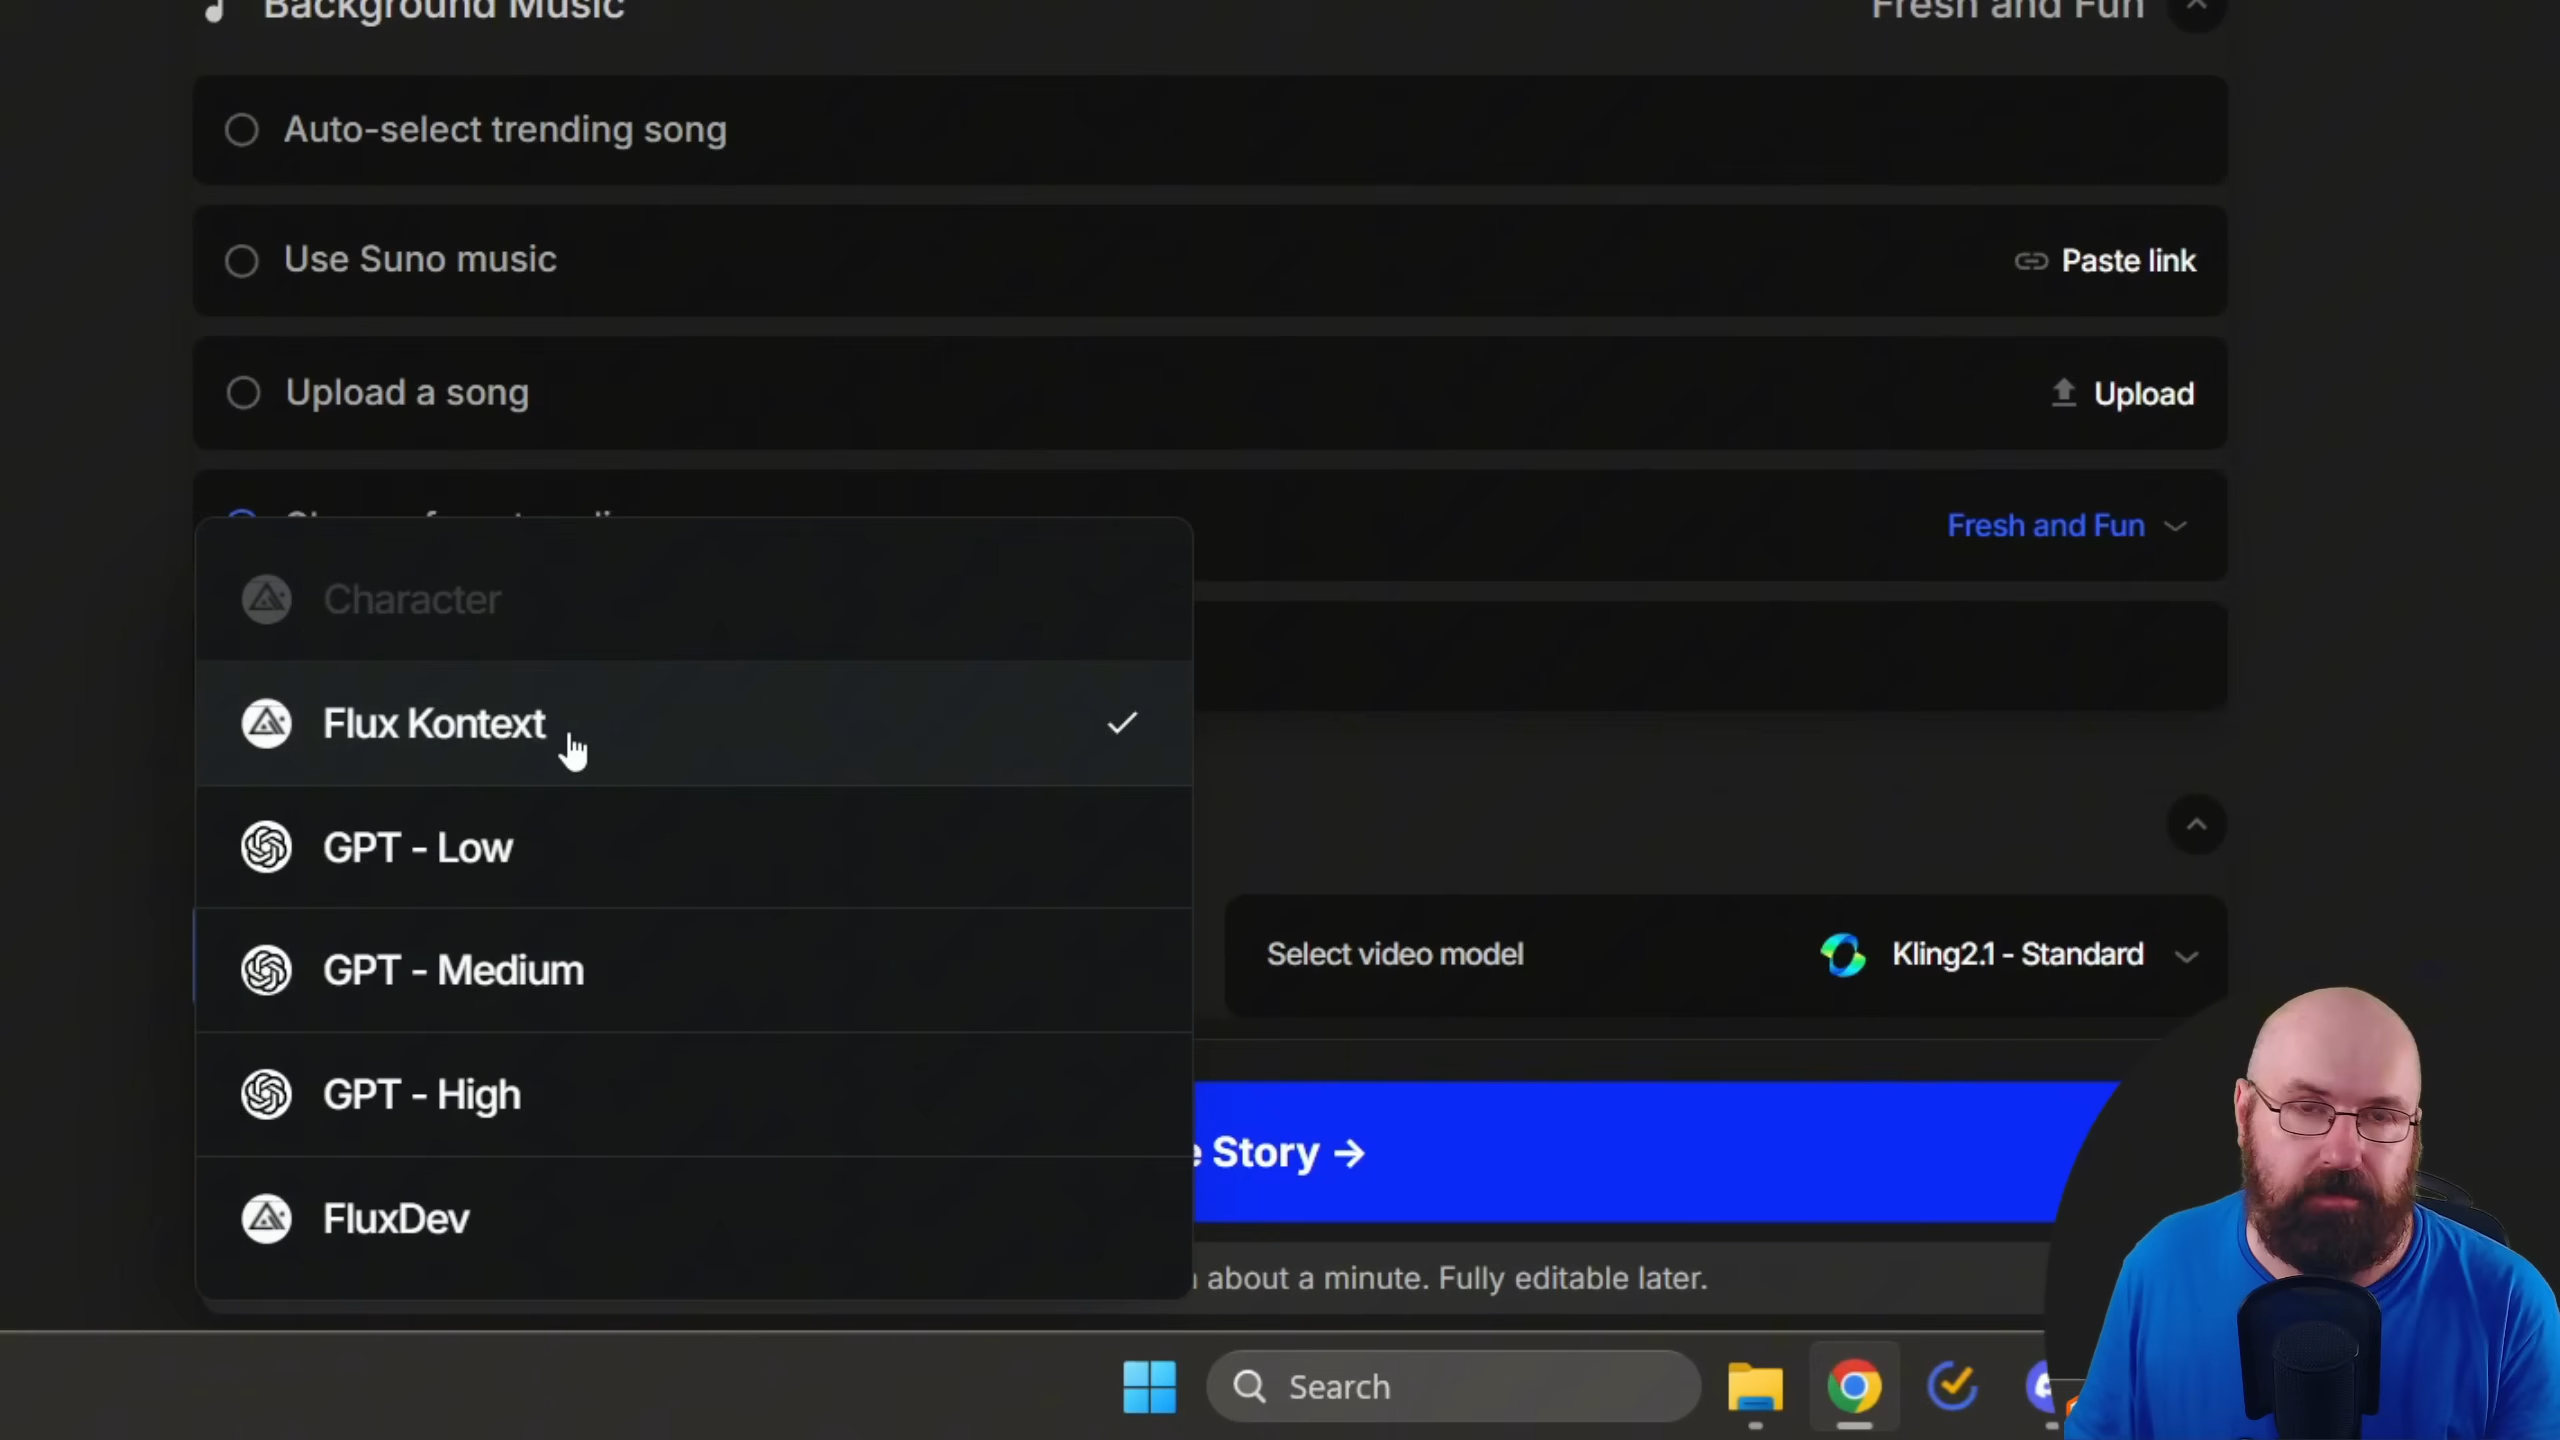 Background Music
Fresh and Fun
Auto-select trending song
Use Suno music
Paste link
Upload a song
Upload
Fresh and Fun
Character
Flux Kontext
GPT - Low
GPT - Medium
GPT - High
FluxDev
Select video model
Kling2.1 - Standard
Story →
about a minute. Fully editable later.
Search